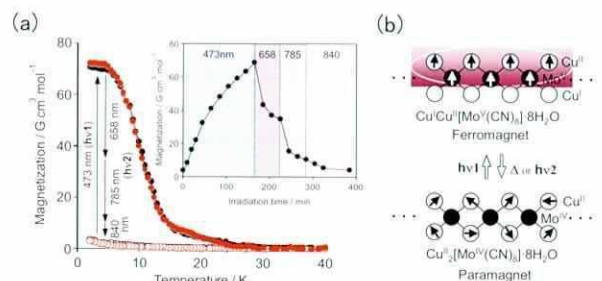 (a)
Magnetization / G cm³ mol⁻¹
80
60
40
20
0
0 10 20 30 40
Temperature / K
473 nm (hν1)
658 nm
785 nm
840 nm
(hν2)
Magnetization / G cm³ mol⁻¹
80
60
40
20
0
473nm 658 785 840
0 100 200 300 400
Irradiation time / min
(b)
Cu^II
Mo^V
Cu^I
Cu^ICu^II[Mo^V(CN)₈]·8H₂O
Ferromagnet
hν1 Δ or hν2
Cu^II
Mo^IV
Cu^II₂[Mo^IV(CN)₈]·8H₂O
Paramagnet